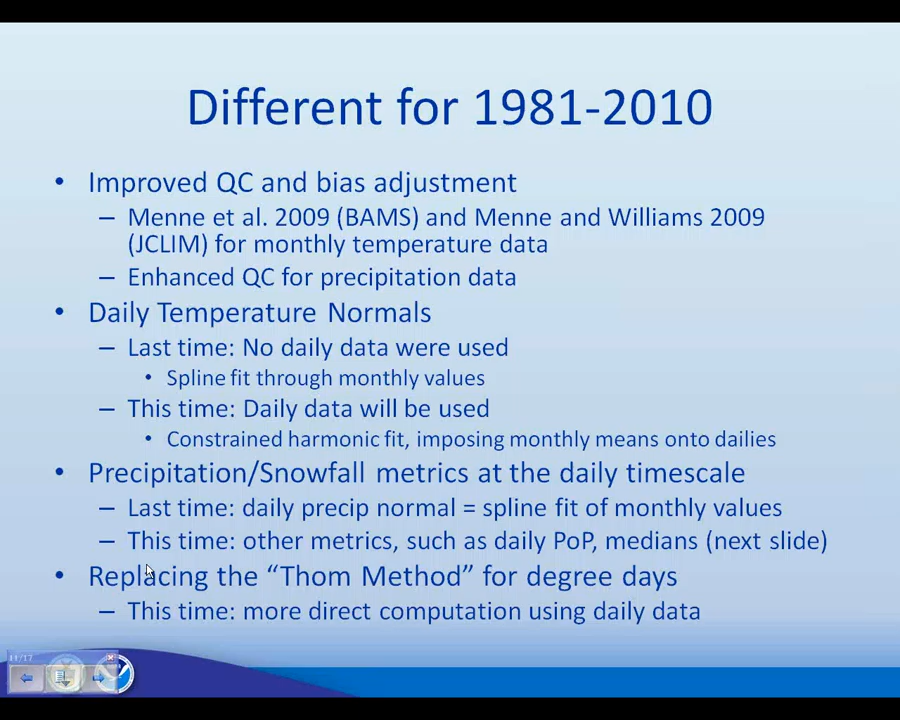 Different for 1981-2010
• Improved QC and bias adjustment
– Menne et al. 2009 (BAMS) and Menne and Williams 2009
(JCLIM) for monthly temperature data
– Enhanced QC for precipitation data
• Daily Temperature Normals
– Last time: No daily data were used
• Spline fit through monthly values
– This time: Daily data will be used
• Constrained harmonic fit, imposing monthly means onto dailies
• Precipitation/Snowfall metrics at the daily timescale
– Last time: daily precip normal = spline fit of monthly values
– This time: other metrics, such as daily PoP, medians (next slide)
• Replacing the “Thom Method” for degree days
– This time: more direct computation using daily data
11/17